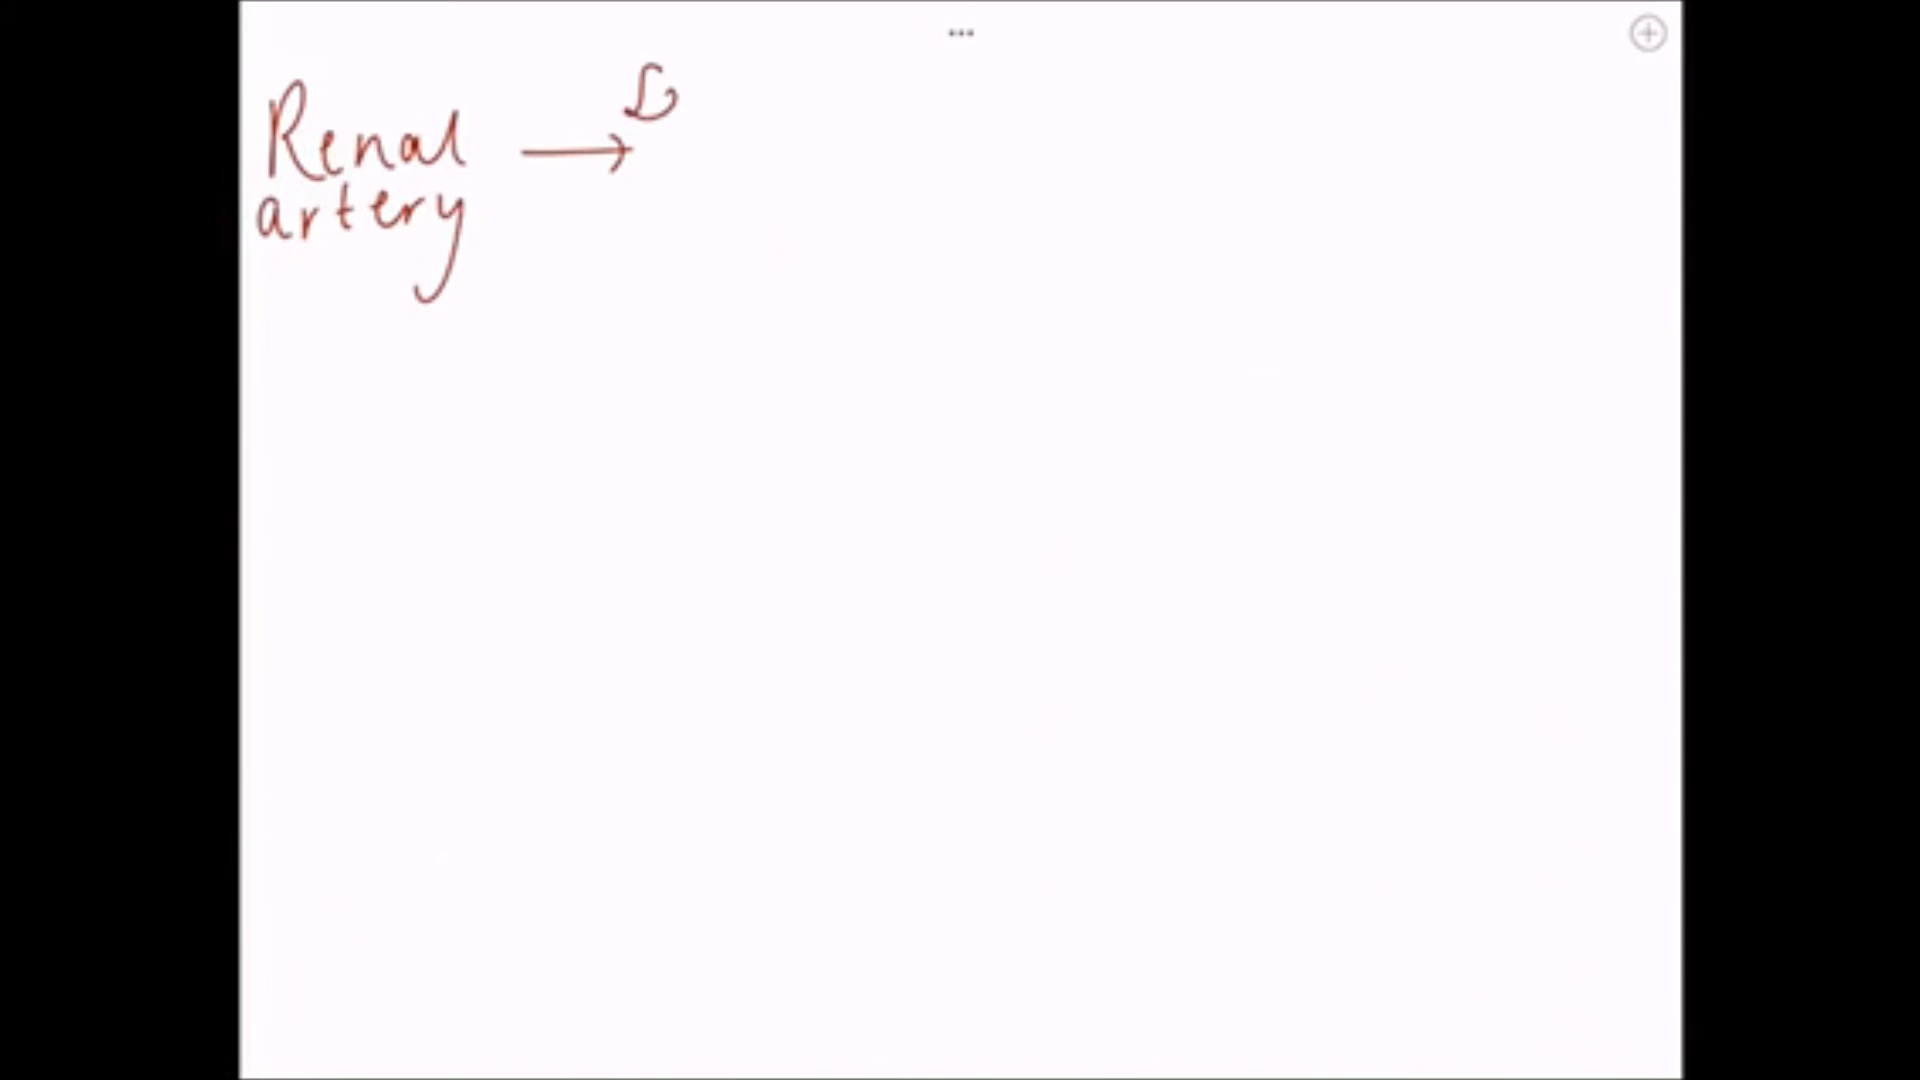 Renal →
artery